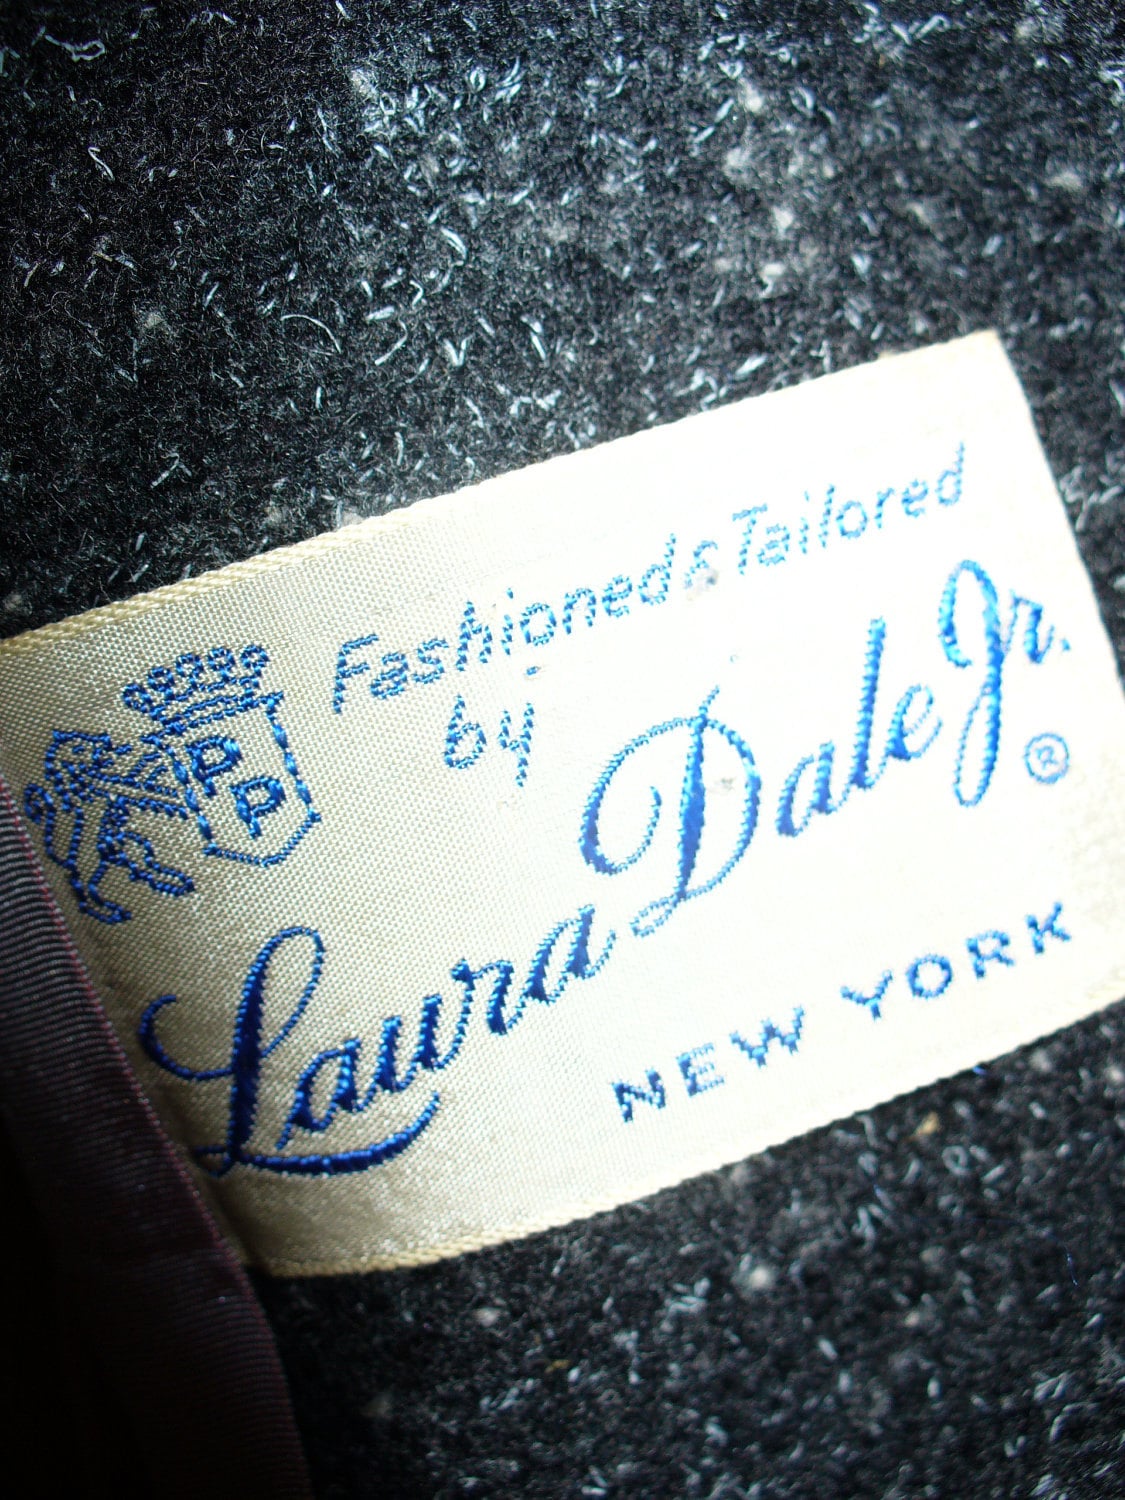 Fashioned & Tailored
by
PP
Laura Dale Jr. ®
NEW YORK